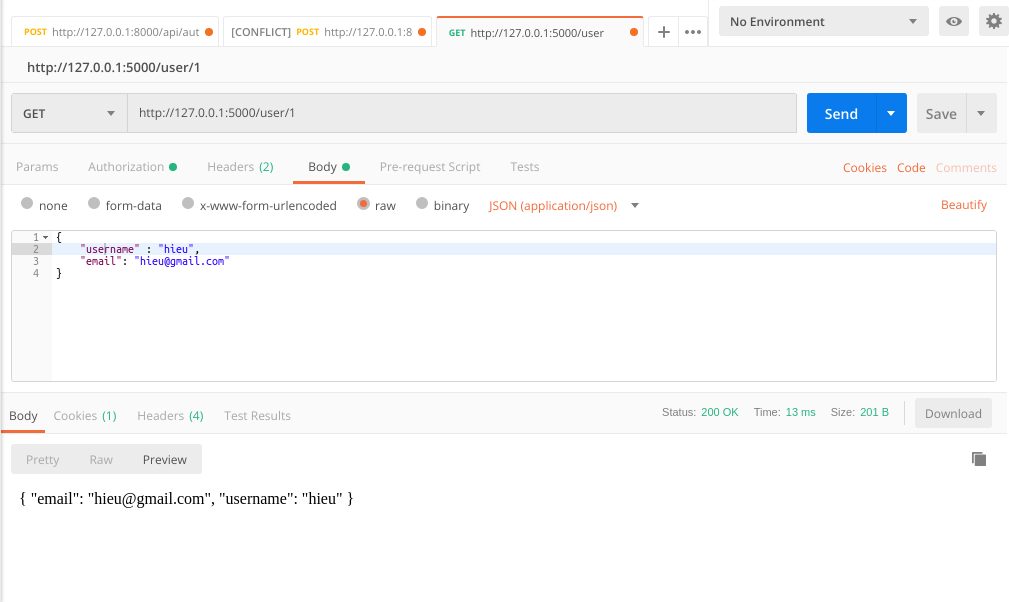 POST http://127.0.0.1:8000/api/aut [CONFLICT] POST http://127.0.0.1:8 GET http://127.0.0.1:5000/user + ••• No Environment
http://127.0.0.1:5000/user/1
GET http://127.0.0.1:5000/user/1 Send Save
Params Authorization Headers (2) Body Pre-request Script Tests Cookies Code Comments
none form-data x-www-form-urlencoded raw binary JSON (application/json) Beautify
1 {
2 "username" : "hieu",
3 "email": "hieu@gmail.com"
4 }
Body Cookies (1) Headers (4) Test Results Status: 200 OK Time: 13 ms Size: 201 B Download
Pretty Raw Preview
{ "email": "hieu@gmail.com", "username": "hieu" }